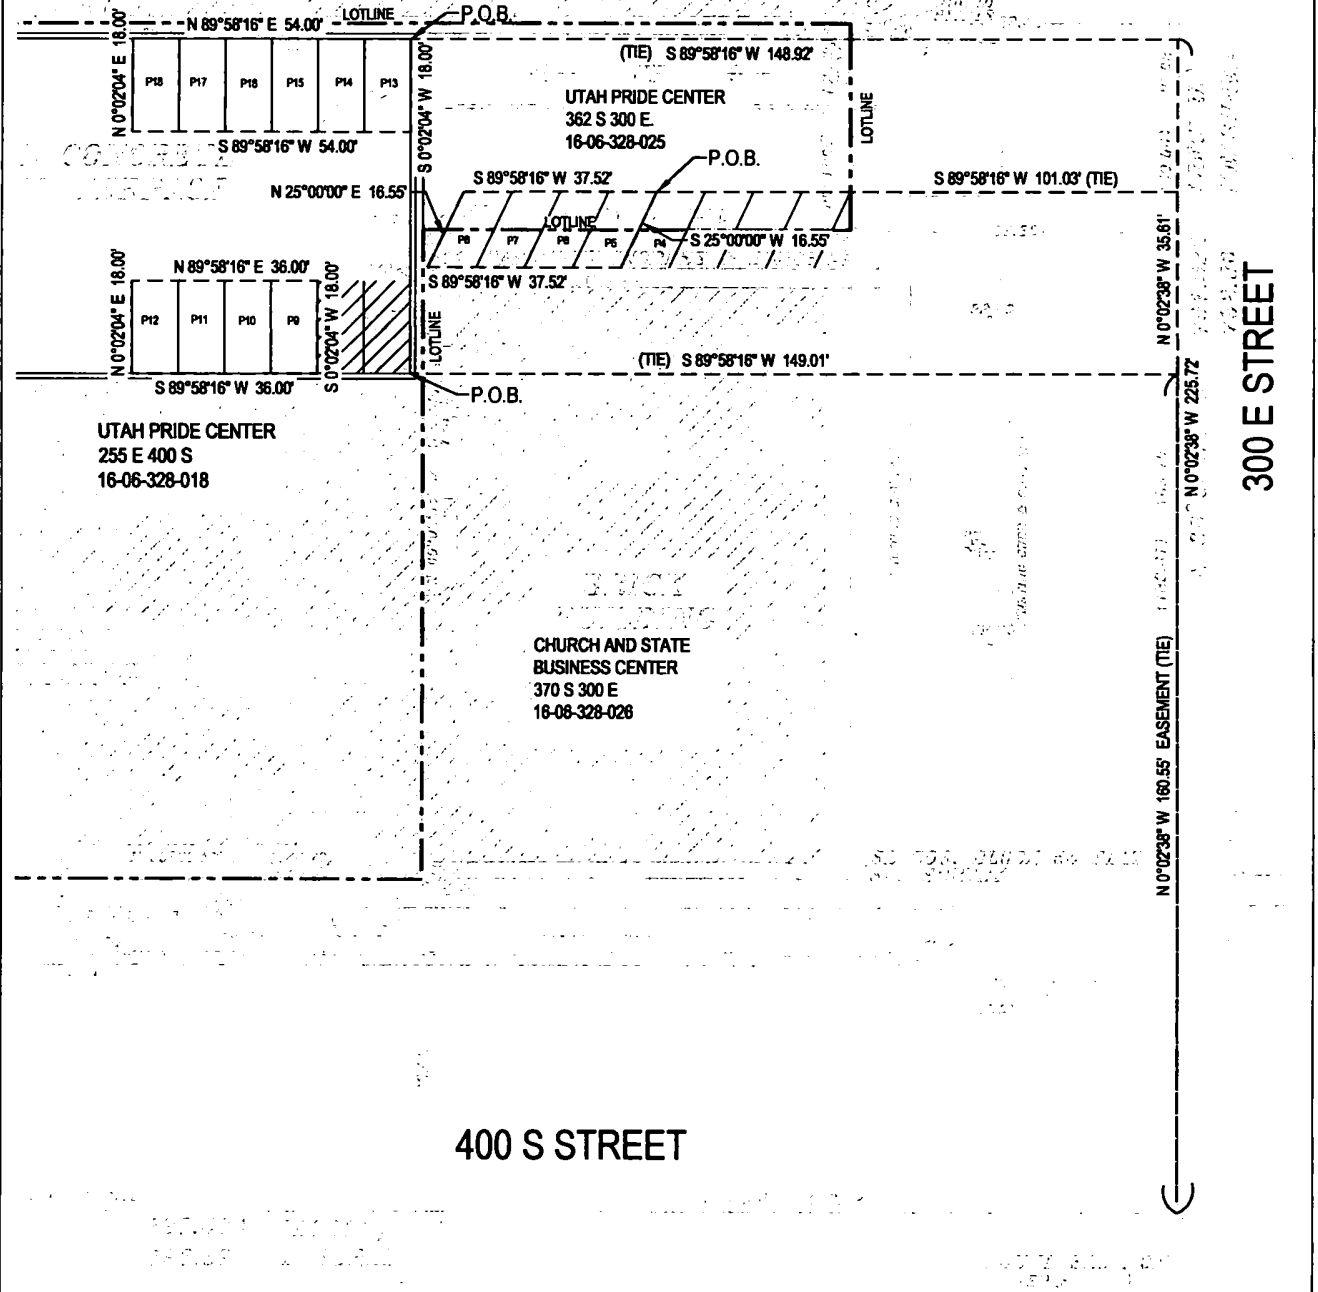 LOTLINE
P.O.B.
N 89°58'16" E 54.00'
N 0°02'04" E 18.00'
P18 P17 P16 P15 P14 P13
S 0°02'04" W 18.00'
S 89°58'16" W 54.00'
(TIE) S 89°58'16" W 148.92'
UTAH PRIDE CENTER
362 S 300 E.
16-06-328-025
LOTLINE
P.O.B.
N 25°00'00" E 16.55'
S 89°58'16" W 37.52'
S 89°58'16" W 101.03' (TIE)
LOTLINE
P8 P7 P6 P5 P4
S 25°00'00" W 16.55'
S 89°58'16" W 37.52'
N 0°02'38" W 35.61'
N 89°58'16" E 36.00'
N 0°02'04" E 18.00'
P12 P11 P10 P9
S 0°02'04" W 18.00'
LOTLINE
S 89°58'16" W 36.00'
(TIE) S 89°58'16" W 149.01'
P.O.B.
N 0°02'38" W 225.72'
300 E STREET
UTAH PRIDE CENTER
255 E 400 S
16-06-328-018
CHURCH AND STATE
BUSINESS CENTER
370 S 300 E
16-06-328-026
N 0°02'38" W 160.55' EASEMENT (TIE)
400 S STREET